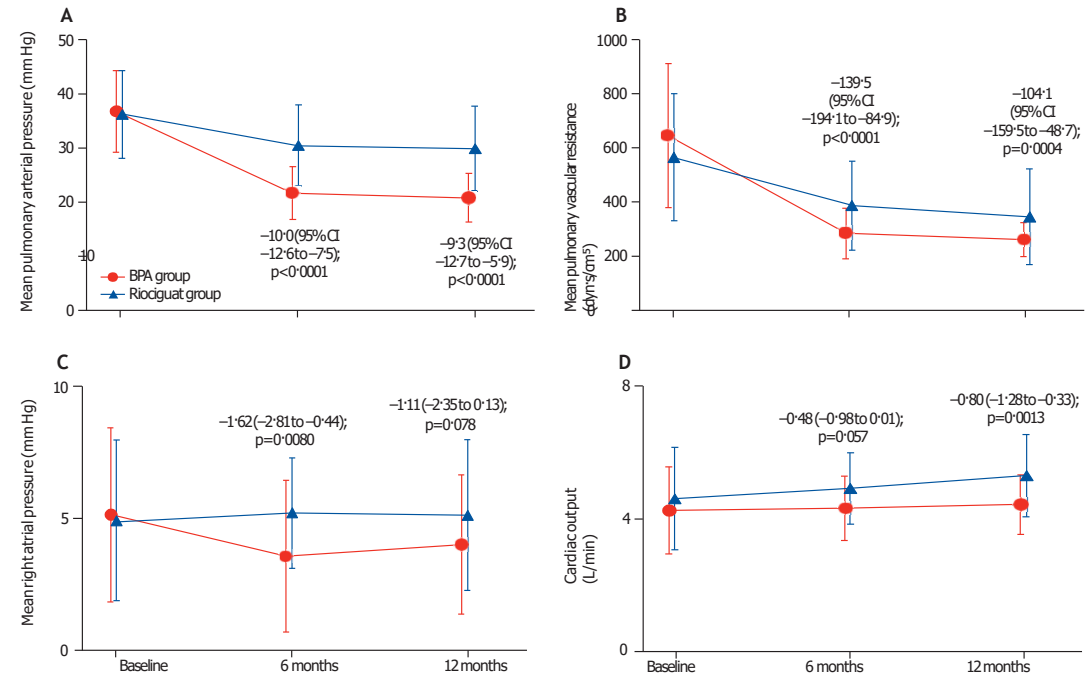 A
Mean pulmonary arterial pressure (mm Hg)
50
40
30
20
10
0
BPA group
Riociguat group
–10·0 (95% CI
–12·6 to –7·5);
p<0·0001
–9·3 (95% CI
–12·7 to –5·9);
p<0·0001
B
Mean pulmonary vascular resistance
(dyn·s/cm⁻⁵)
1000
800
600
400
200
–139·5
(95% CI
–194·1 to –84·9);
p<0·0001
–104·1
(95% CI
–159·5 to –48·7);
p=0·0004
C
Mean right atrial pressure (mm Hg)
10
5
0
–1·62 (–2·81 to –0·44);
p=0·0080
–1·11 (–2·35 to 0·13);
p=0·078
Baseline
6 months
12 months
D
Cardiac output
(L/min)
8
4
0
–0·48 (–0·98 to 0·01);
p=0·057
–0·80 (–1·28 to –0·33);
p=0·0013
Baseline
6 months
12 months